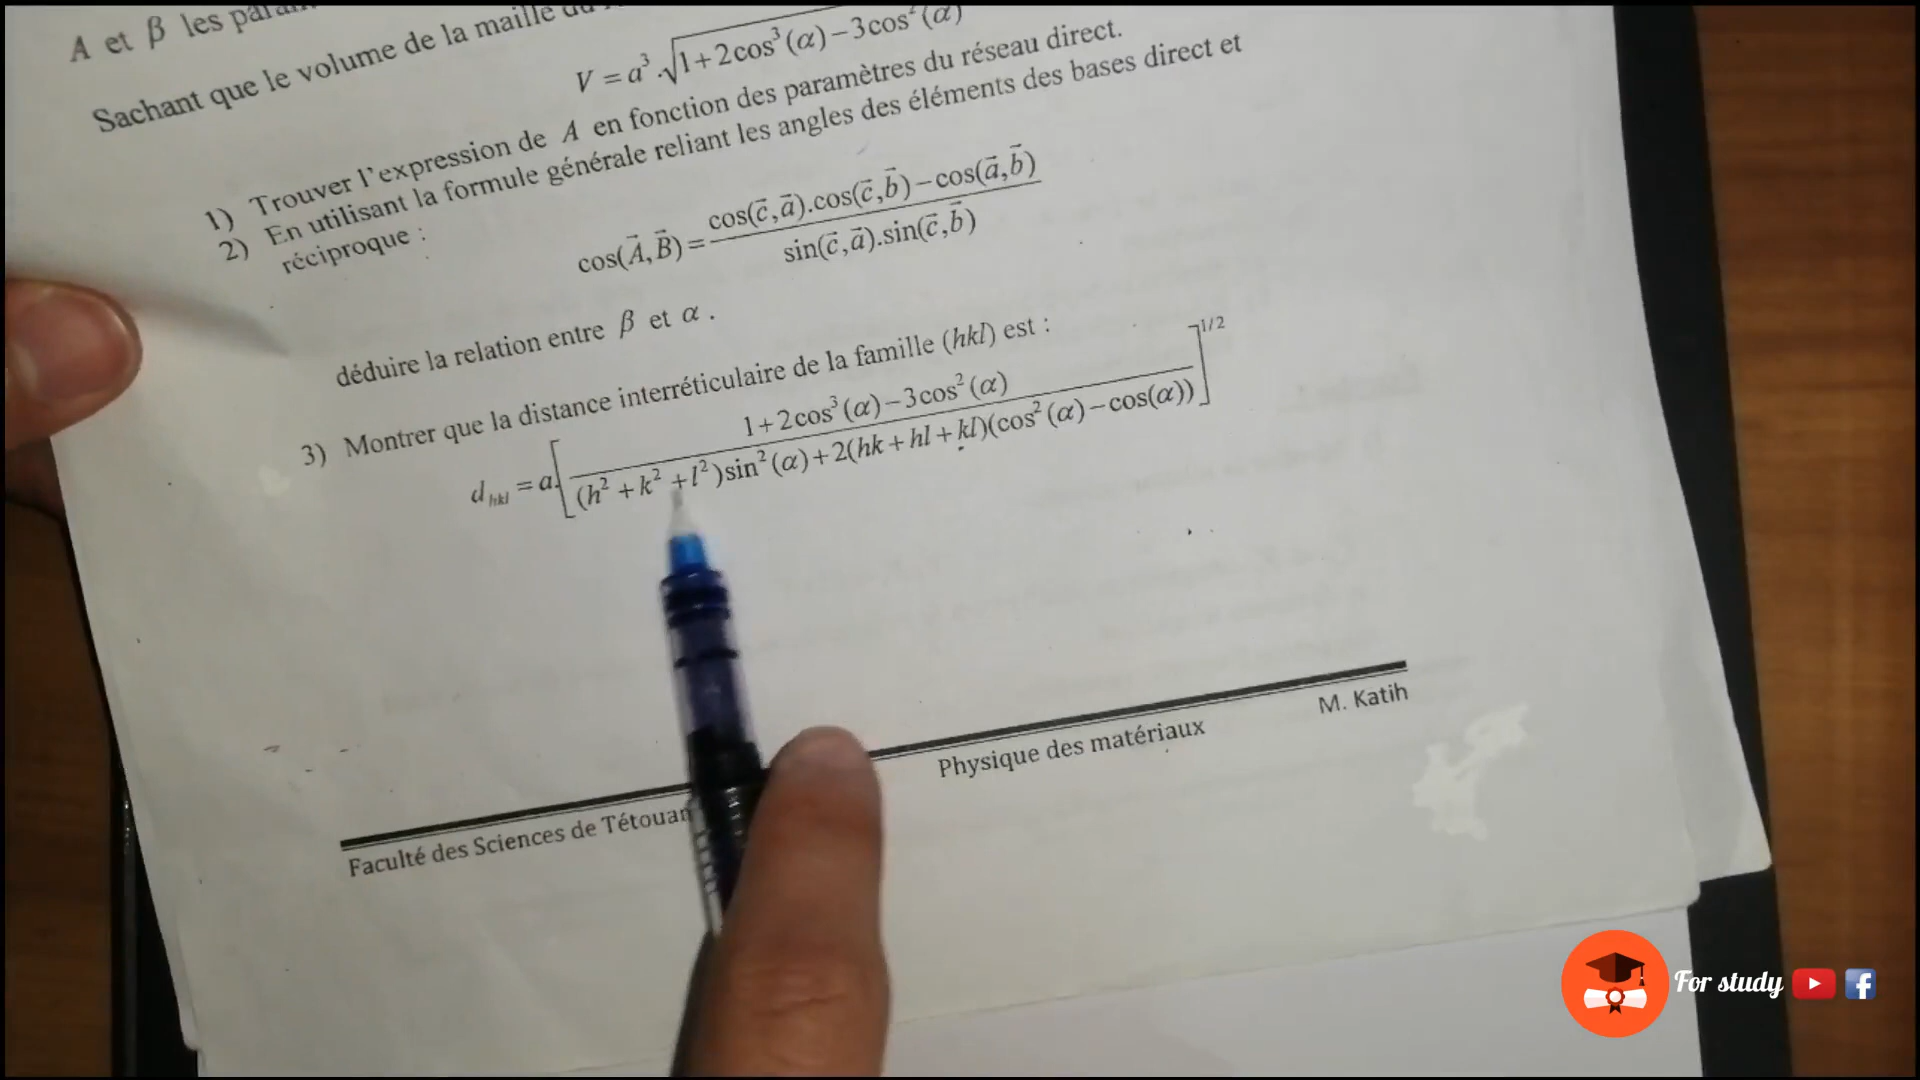 A et β les
Sachant que le volume de la maille du
V = a³.√(1+2cos³(α)−3cos²(α))
1) Trouver l'expression de A en fonction des paramètres du réseau direct.
2) En utilisant la formule générale reliant les angles des éléments des bases direct et
réciproque :
cos(A⃗,B⃗) = (cos(c⃗,a⃗).cos(c⃗,b⃗)−cos(a⃗,b⃗)) / (sin(c⃗,a⃗).sin(c⃗,b⃗))
déduire la relation entre β et α .
3) Montrer que la distance interréticulaire de la famille (hkl) est :
d_hkl = a.[(1+2cos³(α)−3cos²(α)) / ((h²+k²+l²)sin²(α)+2(hk+hl+kl)(cos²(α)−cos(α)))]^1/2
Faculté des Sciences de Tétouan Physique des matériaux M. Katih
For study